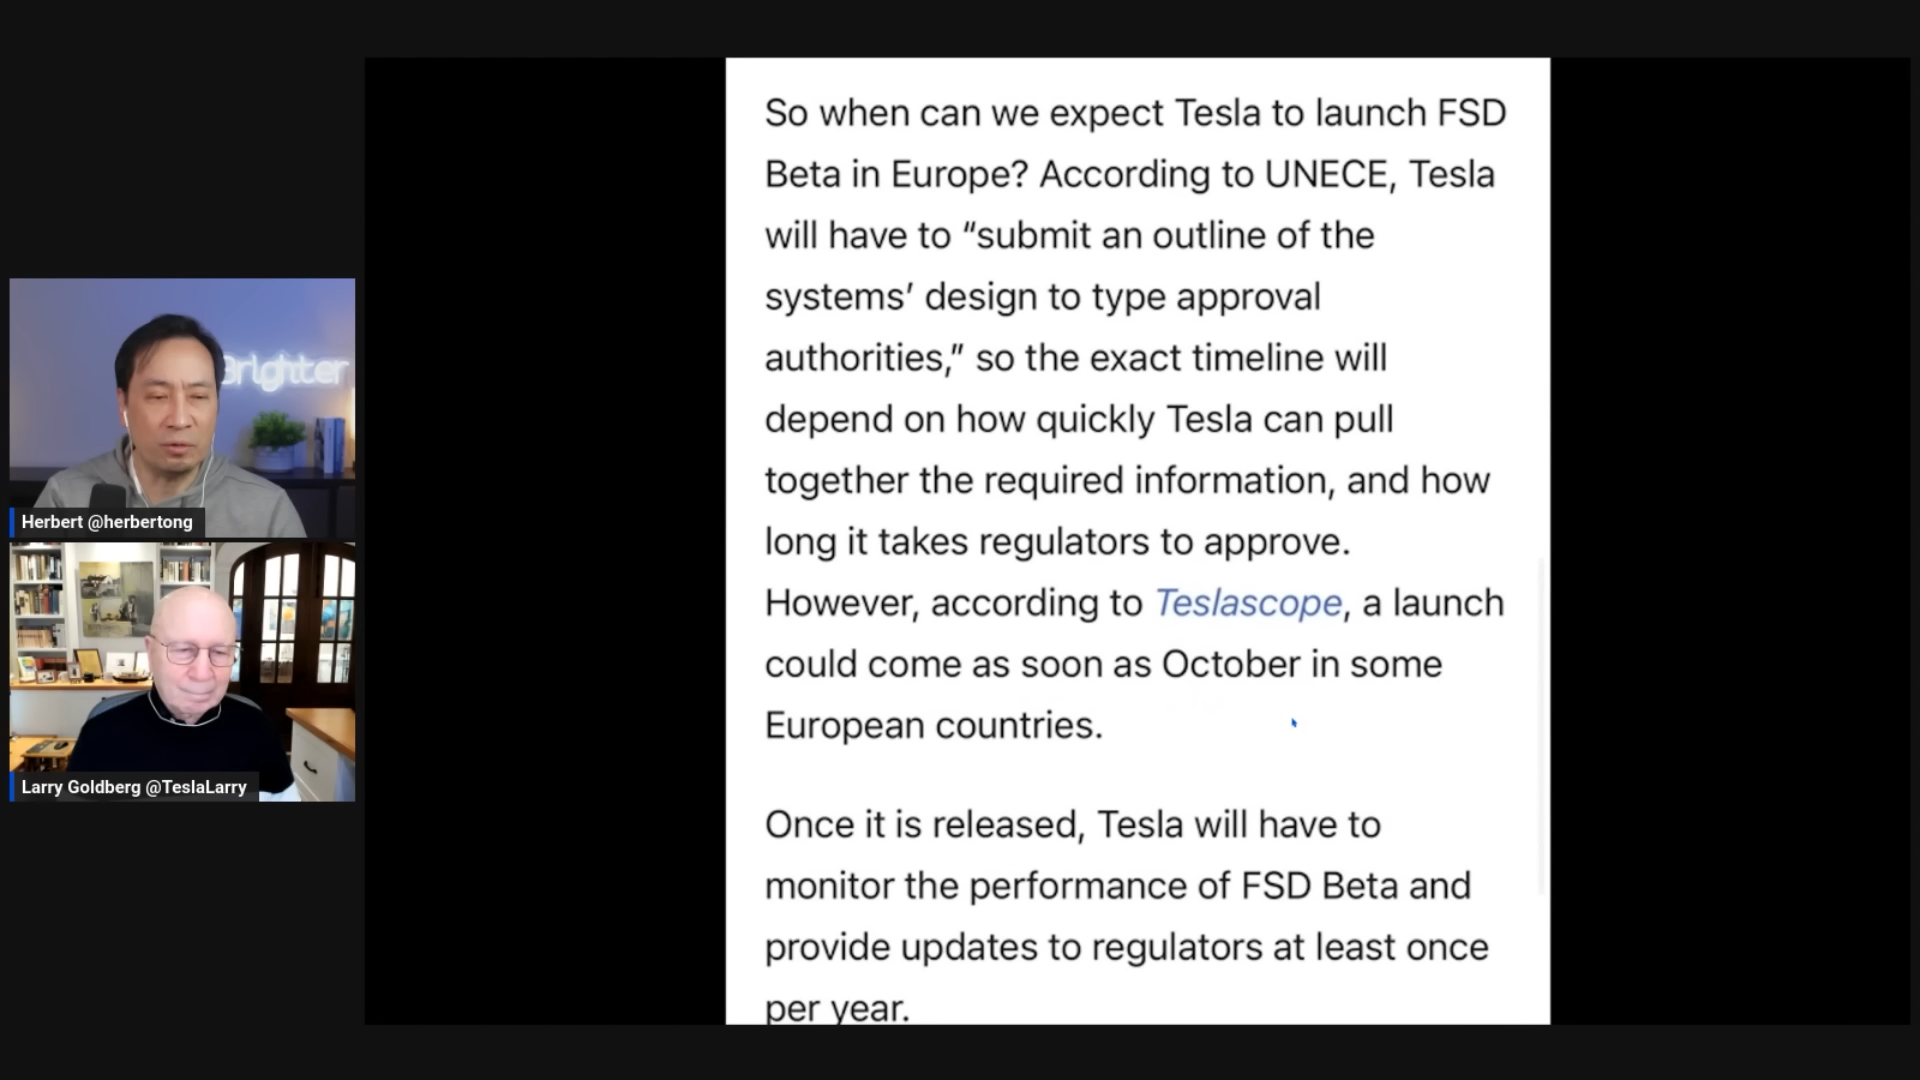 So when can we expect Tesla to launch FSD
Beta in Europe? According to UNECE, Tesla
will have to “submit an outline of the
systems’ design to type approval
authorities,” so the exact timeline will
depend on how quickly Tesla can pull
together the required information, and how
long it takes regulators to approve.
However, according to Teslascope, a launch
could come as soon as October in some
European countries.
Once it is released, Tesla will have to
monitor the performance of FSD Beta and
provide updates to regulators at least once
per year.
Brighter
Herbert @herbertong
Larry Goldberg @TeslaLarry